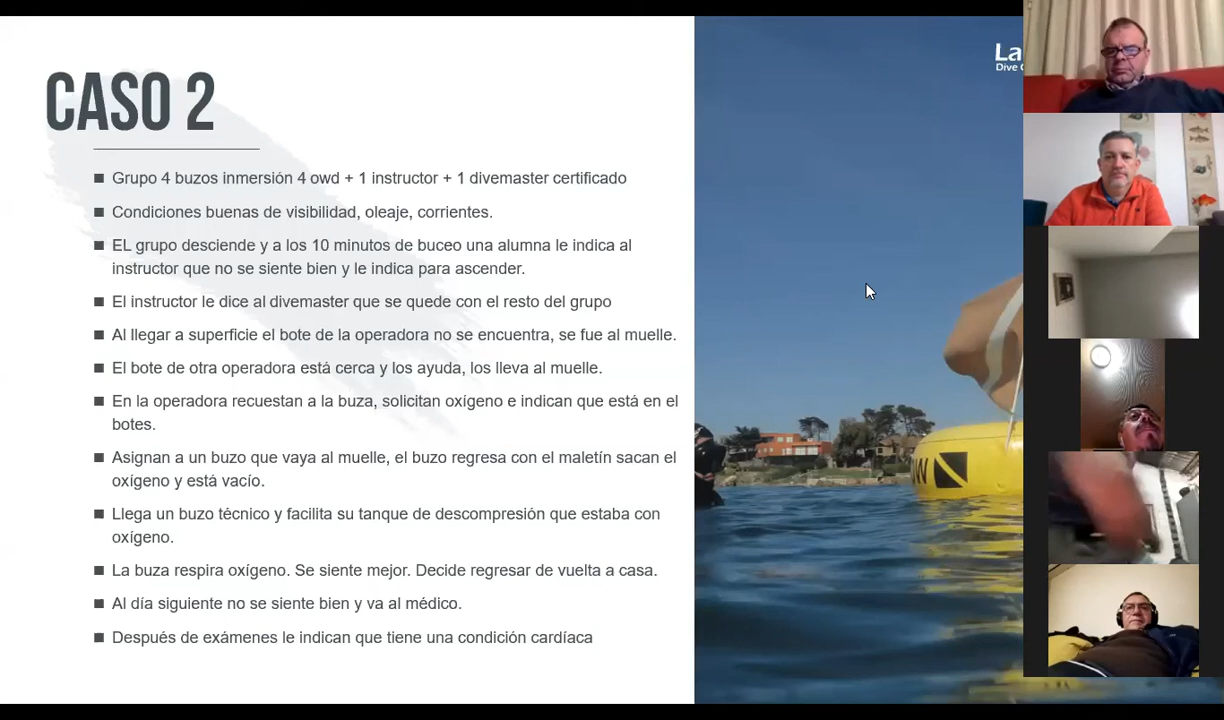 CASO 2
Grupo 4 buzos inmersión 4 owd + 1 instructor + 1 divemaster certificado
Condiciones buenas de visibilidad, oleaje, corrientes.
EL grupo desciende y a los 10 minutos de buceo una alumna le indica al
instructor que no se siente bien y le indica para ascender.
El instructor le dice al divemaster que se quede con el resto del grupo
Al llegar a superficie el bote de la operadora no se encuentra, se fue al muelle.
El bote de otra operadora está cerca y los ayuda, los lleva al muelle.
En la operadora recuestan a la buza, solicitan oxígeno e indican que está en el
botes.
Asignan a un buzo que vaya al muelle, el buzo regresa con el maletín sacan el
oxígeno y está vacío.
Llega un buzo técnico y facilita su tanque de descompresión que estaba con
oxígeno.
La buza respira oxígeno. Se siente mejor. Decide regresar de vuelta a casa.
Al día siguiente no se siente bien y va al médico.
Después de exámenes le indican que tiene una condición cardíaca
La
Dive